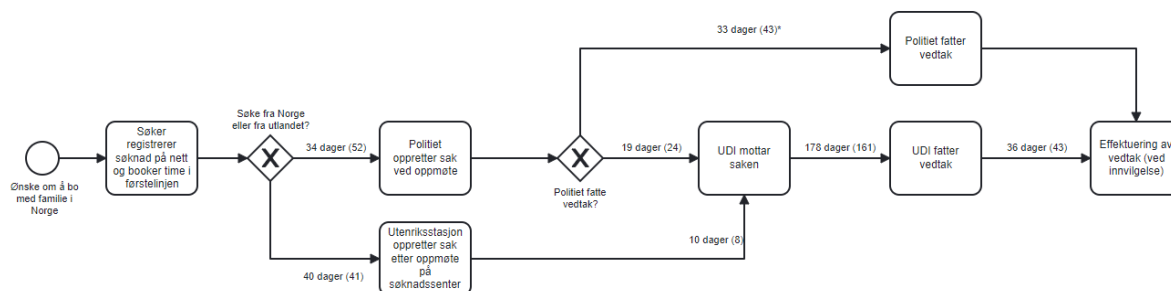 33 dager (43)*
Politiet fatter
vedtak
Søke fra Norge
eller fra utlandet?
Søker
registrerer
søknad på nett
og booker time i
førstelinjen
X
34 dager (52)
Politiet
oppretter sak
ved oppmøte
X
19 dager (24)
UDI mottar
saken
178 dager (161)
UDI fatter
vedtak
36 dager (43)
Effektuering av
vedtak (ved
innvilgelse)
Ønske om å bo
med familie i
Norge
Politiet fatte
vedtak?
Utenriksstasjon
oppretter sak
etter oppmøte
på
søknadssenter
10 dager (8)
40 dager (41)